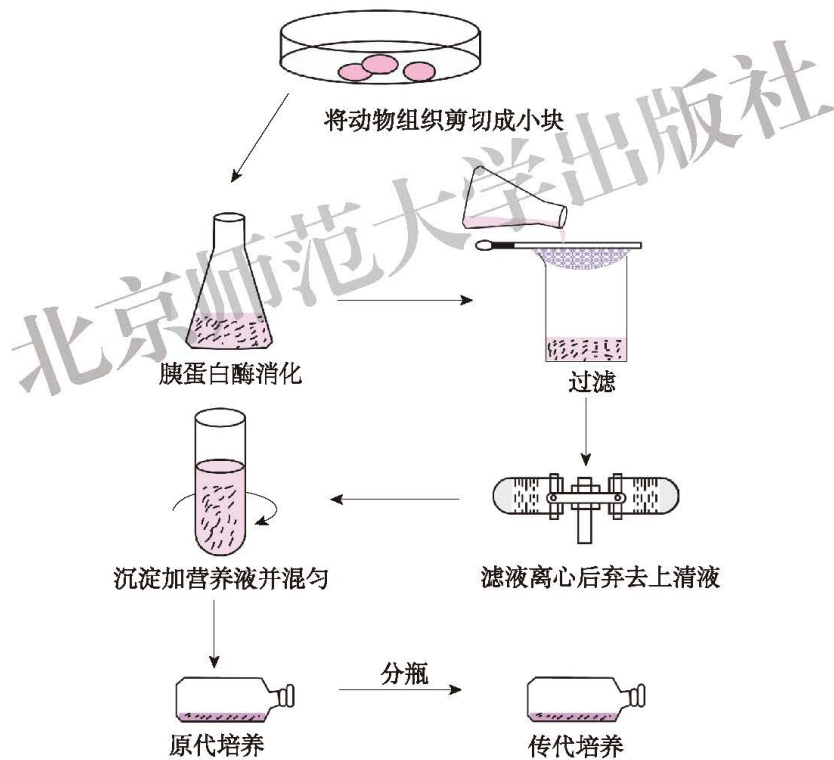 将动物组织剪切成小块
北京师范大学出版社
胰蛋白酶消化
过滤
沉淀加营养液并混匀
滤液离心后弃去上清液
分瓶
原代培养
传代培养